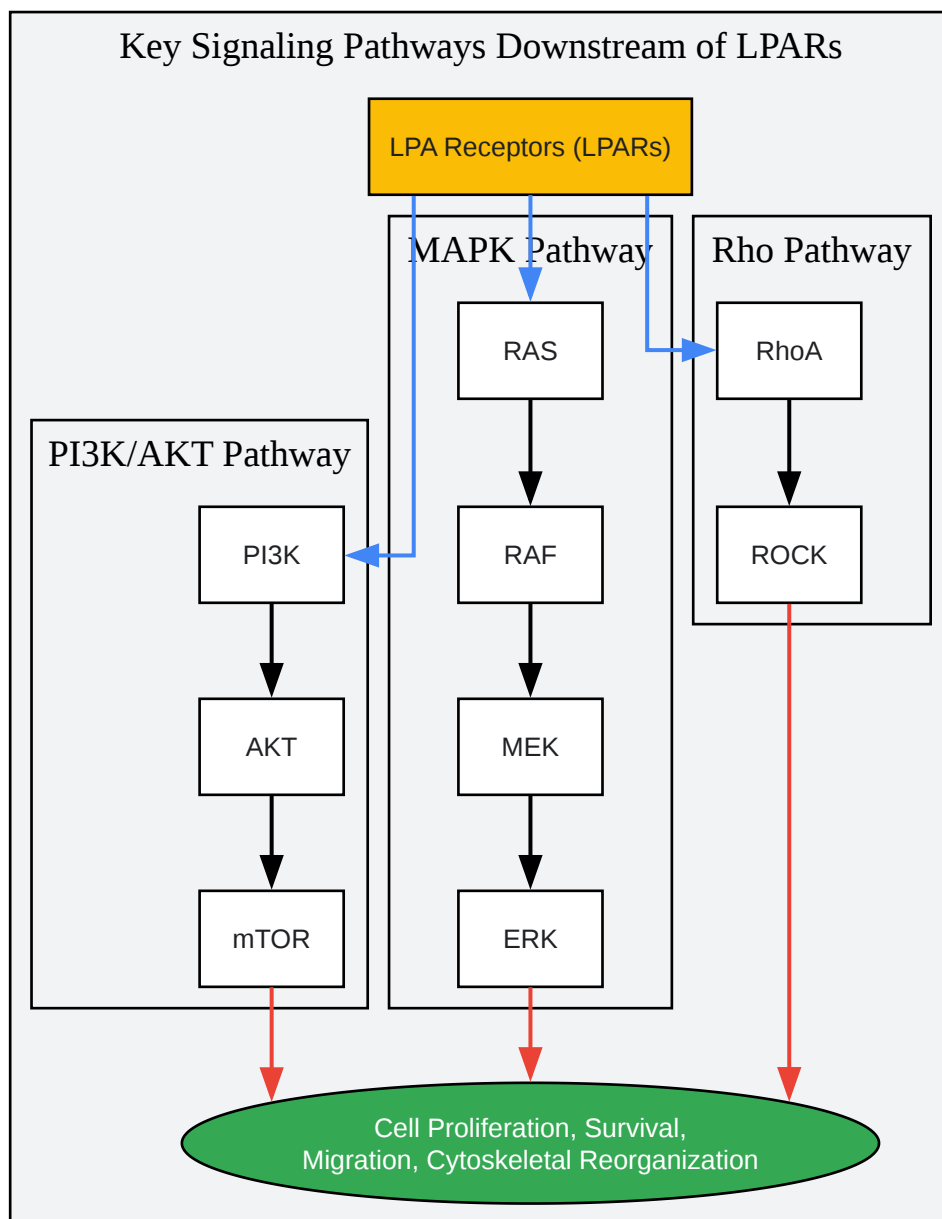 Key Signaling Pathways Downstream of LPARs
LPA Receptors (LPARs)
MAPK Pathway
Rho Pathway
RAS
RhoA
PI3K/AKT Pathway
PI3K
RAF
ROCK
AKT
MEK
mTOR
ERK
Cell Proliferation, Survival,
Migration, Cytoskeletal Reorganization